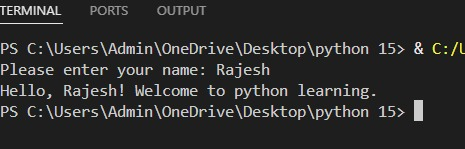 TERMINAL PORTS OUTPUT
PS C:\Users\Admin\OneDrive\Desktop\python 15> & C:/U
Please enter your name: Rajesh
Hello, Rajesh! Welcome to python learning.
PS C:\Users\Admin\OneDrive\Desktop\python 15>